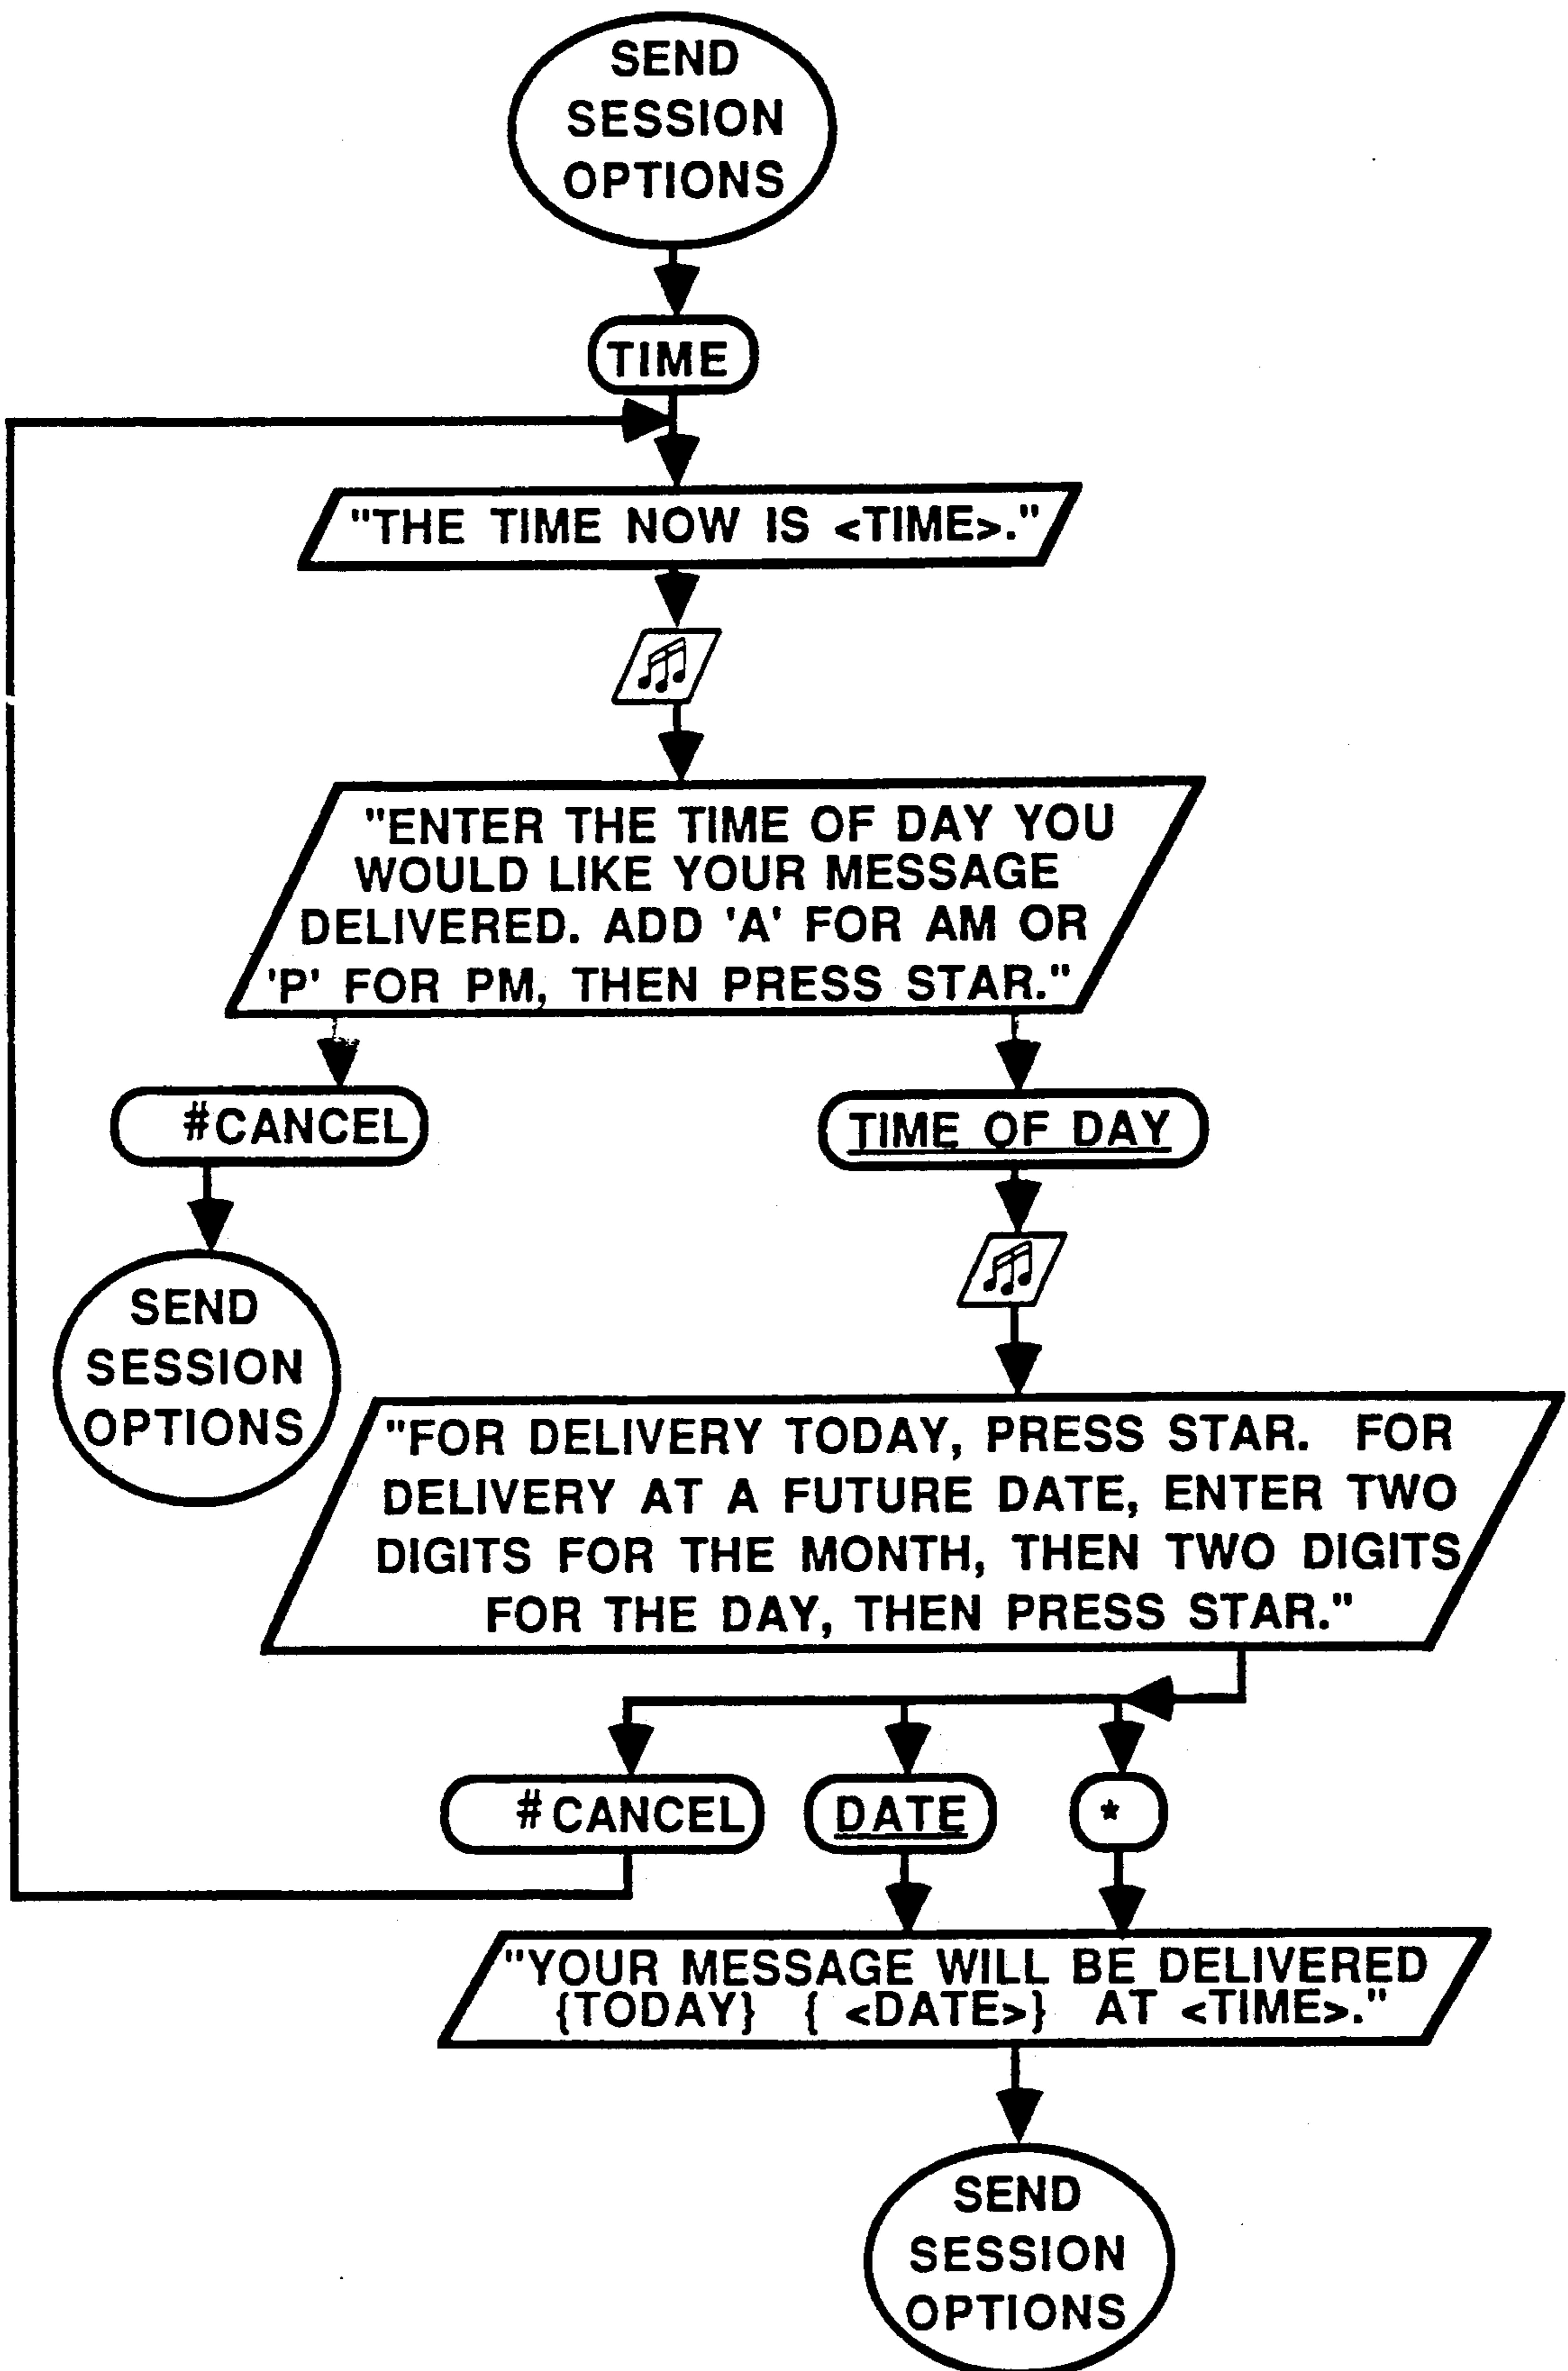 SEND
SESSION
OPTIONS
TIME
"THE TIME NOW IS <TIME>."
"ENTER THE TIME OF DAY YOU
WOULD LIKE YOUR MESSAGE
DELIVERED. ADD 'A' FOR AM OR
'P' FOR PM, THEN PRESS STAR."
#CANCEL
TIME OF DAY
SEND
SESSION
OPTIONS
"FOR DELIVERY TODAY, PRESS STAR. FOR
DELIVERY AT A FUTURE DATE, ENTER TWO
DIGITS FOR THE MONTH, THEN TWO DIGITS
FOR THE DAY, THEN PRESS STAR."
#CANCEL
DATE
*
"YOUR MESSAGE WILL BE DELIVERED
{TODAY} { <DATE>} AT <TIME>."
SEND
SESSION
OPTIONS